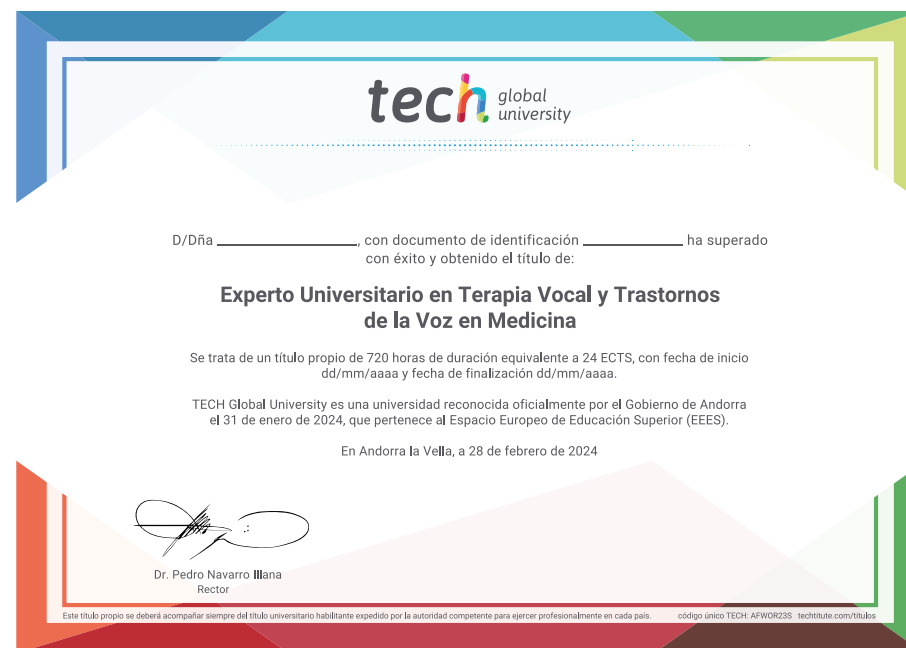 tech global
university
D/Dña ____________________, con documento de identificación ______________ ha superado
con éxito y obtenido el título de:
Experto Universitario en Terapia Vocal y Trastornos
de la Voz en Medicina
Se trata de un título propio de 720 horas de duración equivalente a 24 ECTS, con fecha de inicio
dd/mm/aaaa y fecha de finalización dd/mm/aaaa.
TECH Global University es una universidad reconocida oficialmente por el Gobierno de Andorra
el 31 de enero de 2024, que pertenece al Espacio Europeo de Educación Superior (EEES).
En Andorra la Vella, a 28 de febrero de 2024
Dr. Pedro Navarro Illana
Rector
Este título propio se deberá acompañar siempre del título universitario habilitante expedido por la autoridad competente para ejercer profesionalmente en cada país. código único TECH: AFWOR23S techtitute.com/titulos